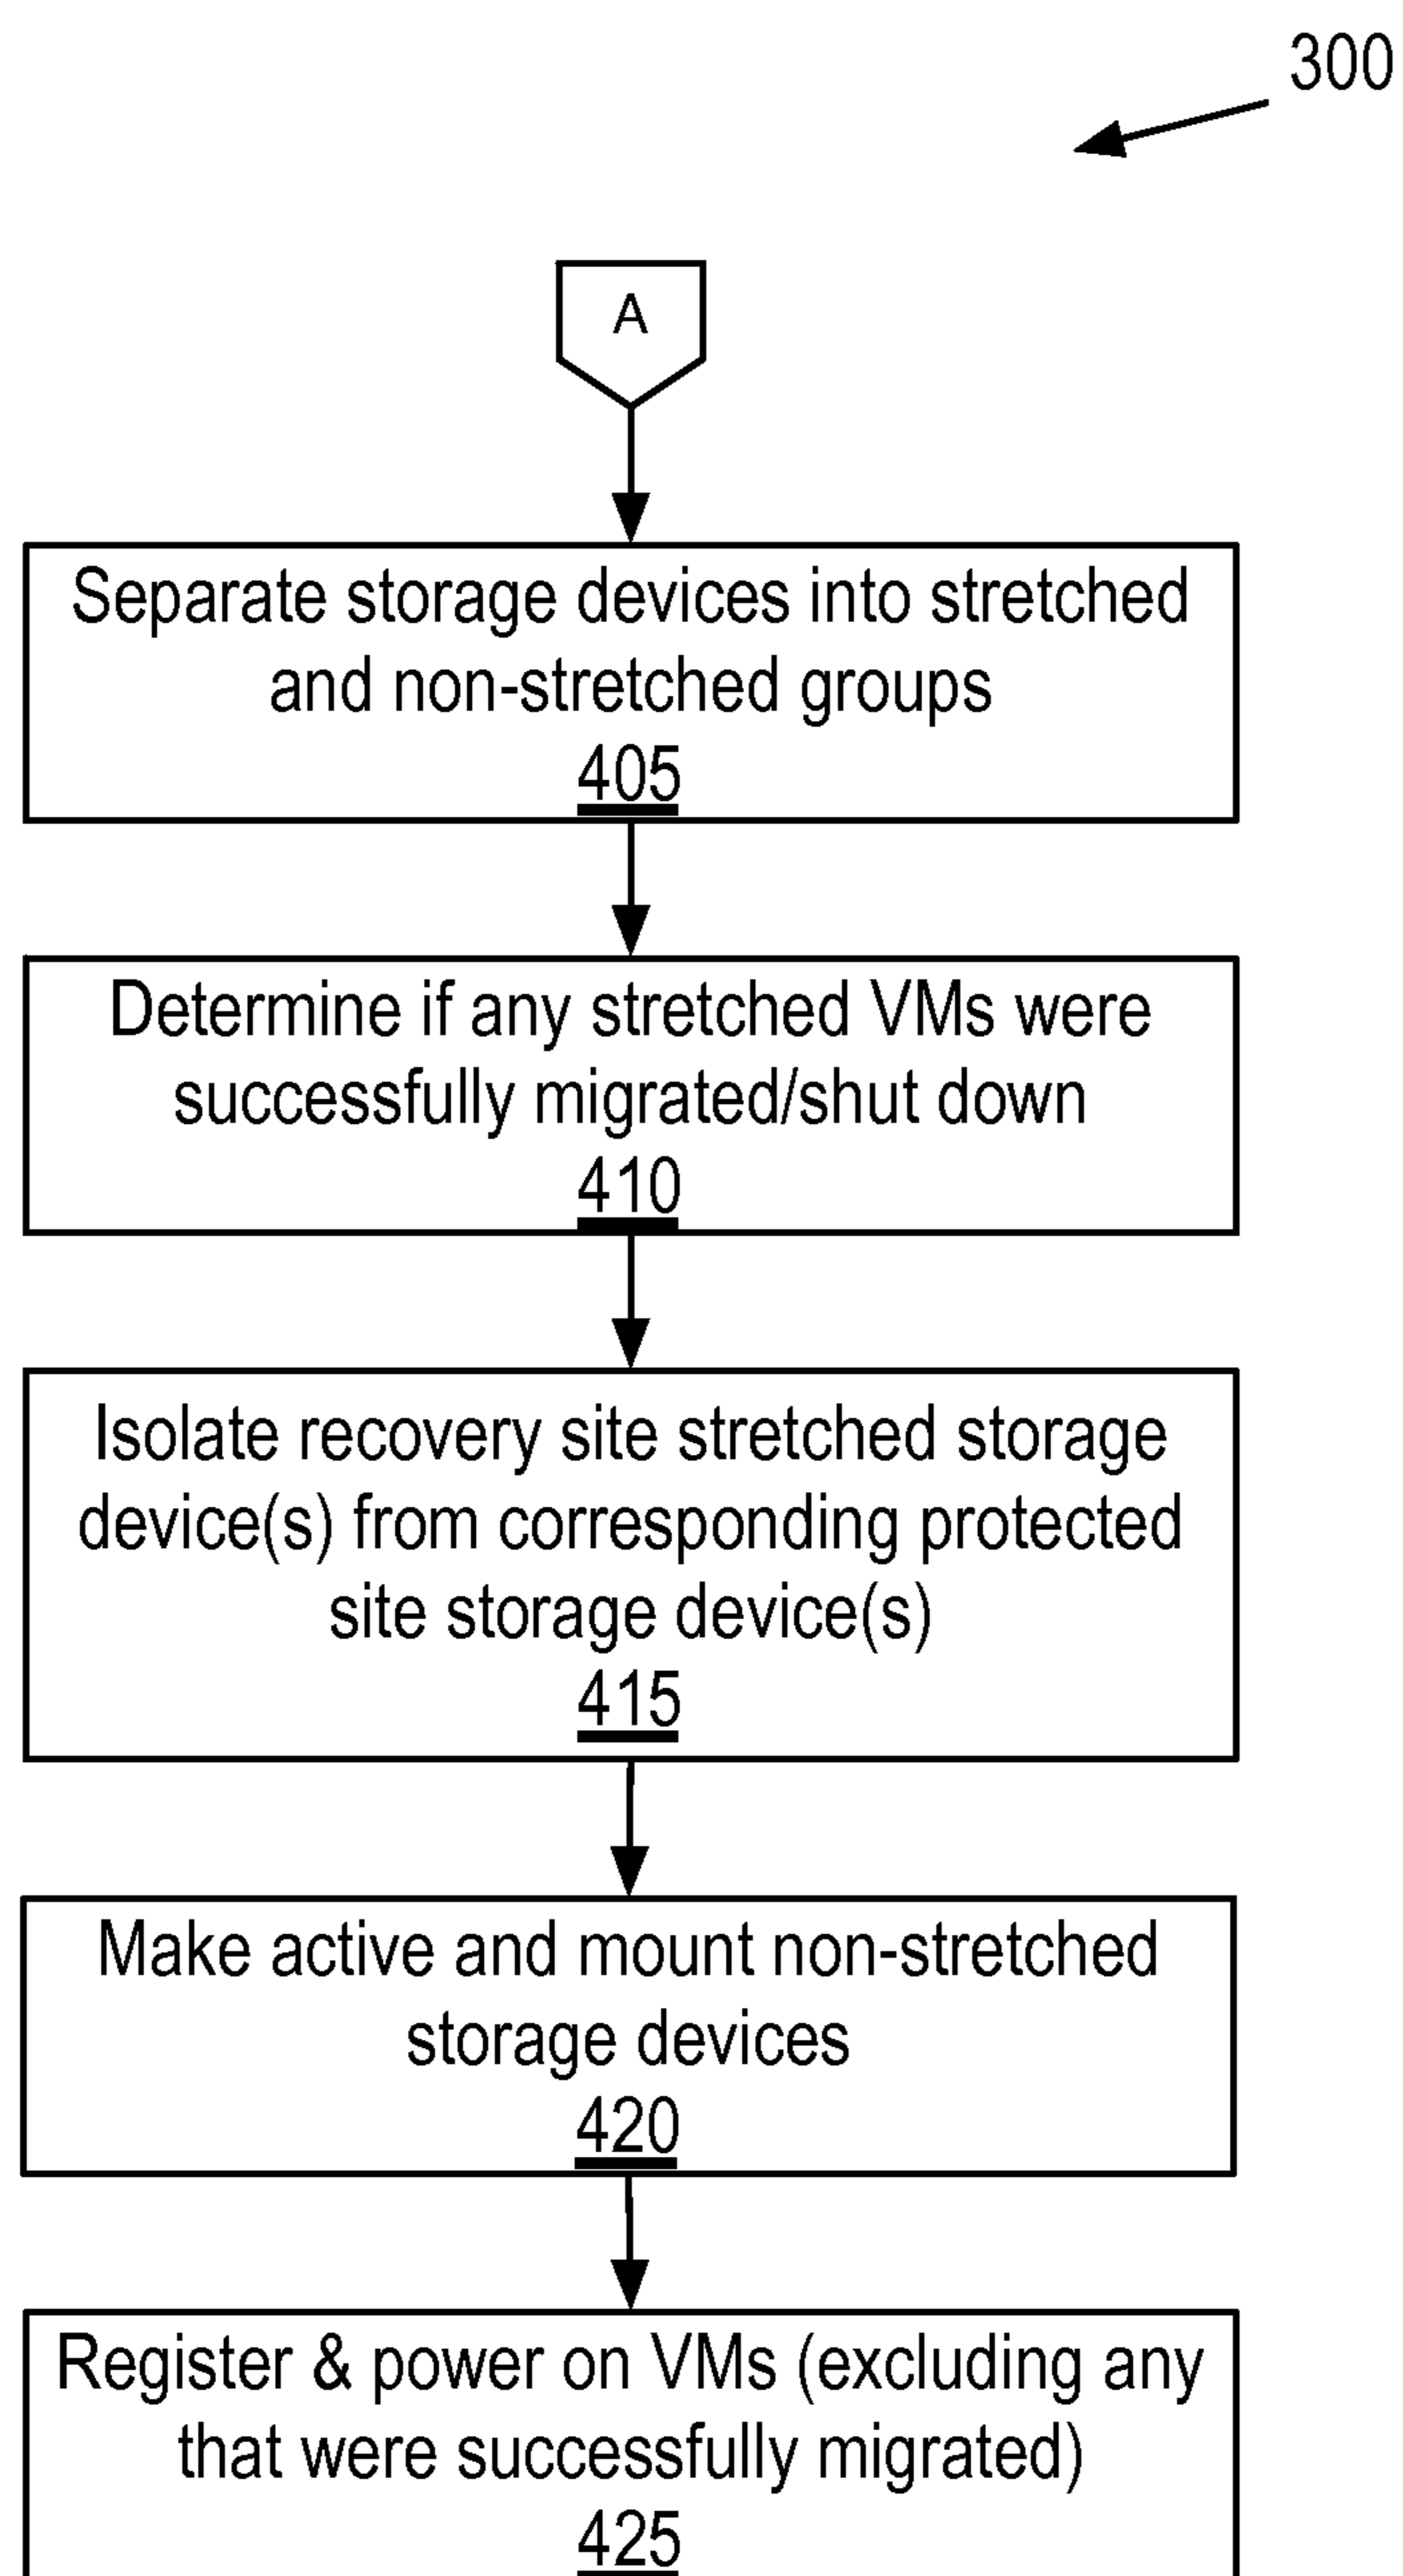 300
A
Separate storage devices into stretched
and non-stretched groups
405
Determine if any stretched VMs were
successfully migrated/shut down
410
Isolate recovery site stretched storage
device(s) from corresponding protected
site storage device(s)
415
Make active and mount non-stretched
storage devices
420
Register & power on VMs (excluding any
that were successfully migrated)
425